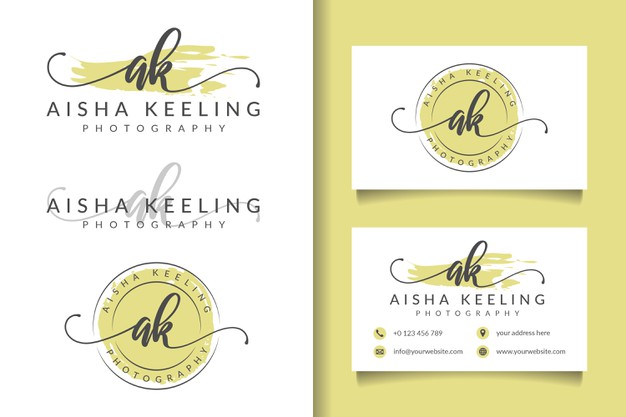 ak
AISHA KEELING
PHOTOGRAPHY
ak
AISHA KEELING
PHOTOGRAPHY
AISHA KEELING
ak
PHOTOGRAPHY
AISHA KEELING
ak
PHOTOGRAPHY
ak
AISHA KEELING
PHOTOGRAPHY
+0 123 456 789
your address here
info@yourwebsite.com
www.yourwebsite.com